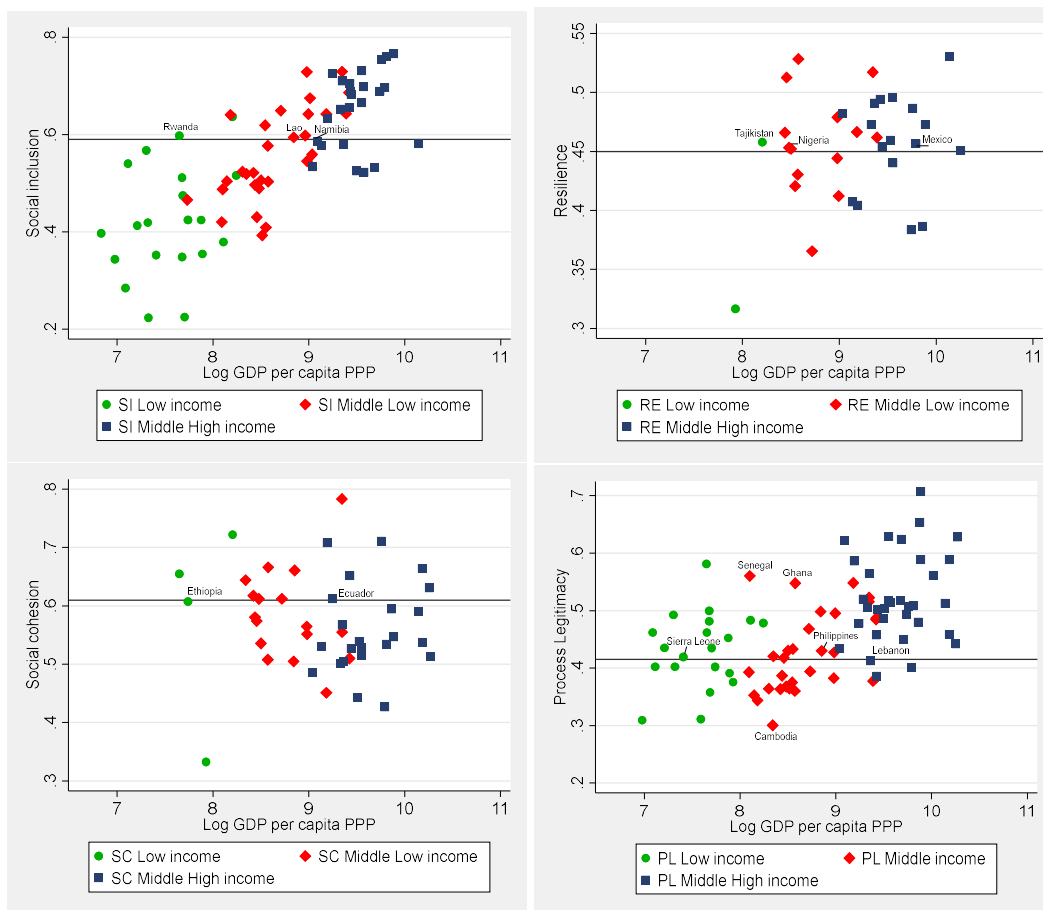 Social inclusion
.8
.6
.4
.2
Rwanda
Lao
Namibia
7 8 9 10 11
Log GDP per capita PPP
SI Low income SI Middle Low income
SI Middle High income
Resilience
.55
.5
.45
.4
.35
.3
Tajikistan
Nigeria
Mexico
7 8 9 10 11
Log GDP per capita PPP
RE Low income RE Middle Low income
RE Middle High income
Social cohesion
.8
.7
.6
.5
.4
.3
Ethiopia
Ecuador
7 8 9 10 11
Log GDP per capita PPP
SC Low income SC Middle Low income
SC Middle High income
Process Legitimacy
.7
.6
.5
.4
.3
.2
Senegal
Ghana
Sierra Leone
Philippines
Lebanon
Cambodia
7 8 9 10 11
Log GDP per capita PPP
PL Low income PL Middle income
PL Middle High income